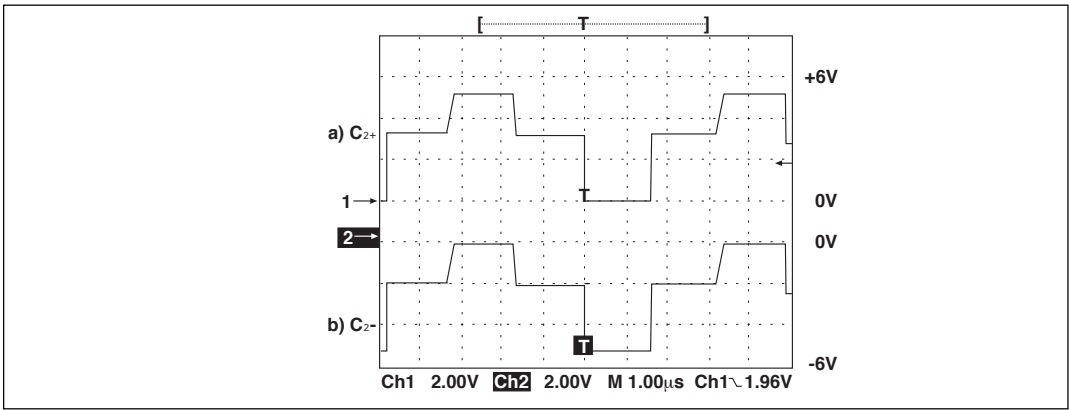 [ T ]
+6V
a) C2+
T
1
0V
2
0V
b) C2-
T
-6V
Ch1 2.00V Ch2 2.00V M 1.00μs Ch1 1.96V